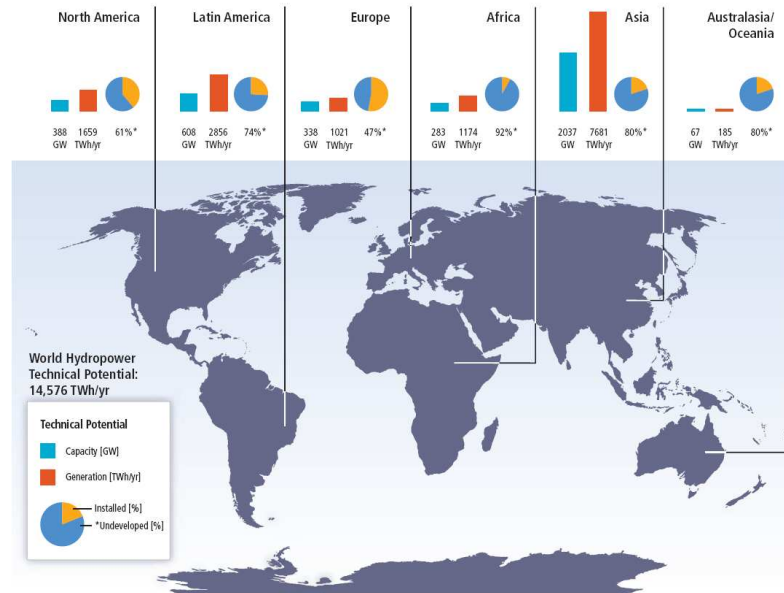 North America
388
GW
1659
TWh/yr
61%*
Latin America
608
GW
2856
TWh/yr
74%*
Europe
338
GW
1021
TWh/yr
47%*
Africa
283
GW
1174
TWh/yr
92%*
Asia
2037
GW
7681
TWh/yr
80%*
Australasia/
Oceania
67
GW
185
TWh/yr
80%*
World Hydropower
Technical Potential:
14,576 TWh/yr
Technical Potential
Capacity [GW]
Generation [TWh/yr]
Installed [%]
*Undeveloped [%]